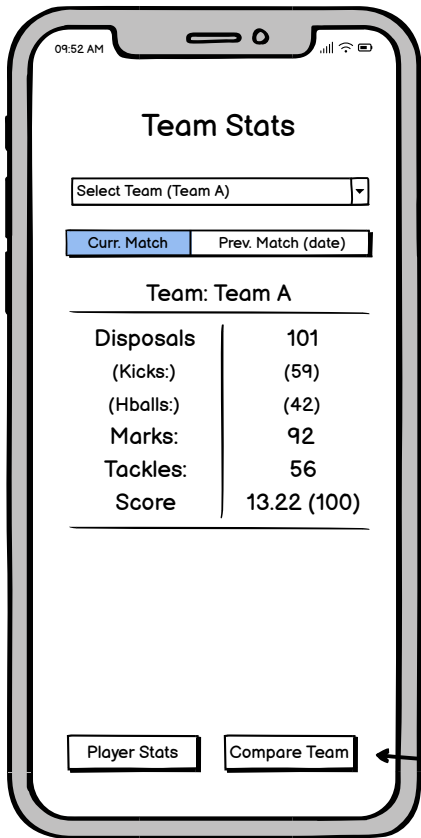 09:52 AM
Team Stats
Select Team (Team A)
Curr. Match Prev. Match (date)
Team: Team A
Disposals 101
(Kicks:) (59)
(Hballs:) (42)
Marks: 92
Tackles: 56
Score 13.22 (100)
Player Stats Compare Team